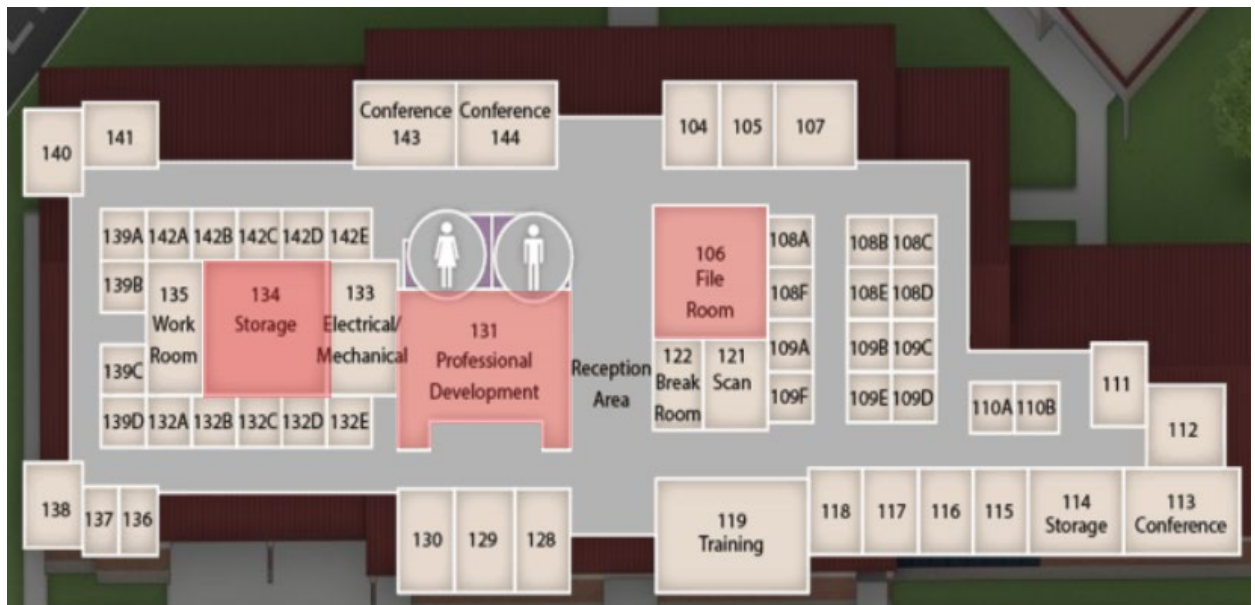 Conference
143
Conference
144
104
105
107
140
141
139A
142A
142B
142C
142D
142E
108A
108B
108C
106
File
Room
139B
135
Work
Room
134
Storage
133
Electrical/
Mechanical
108F
108E
108D
131
Professional
Development
Reception
Area
122
Break
Room
121
Scan
109A
109B
109C
139C
111
139D
132A
132B
132C
132D
132E
109F
109E
109D
110A
110B
112
138
137
136
130
129
128
119
Training
118
117
116
115
114
Storage
113
Conference